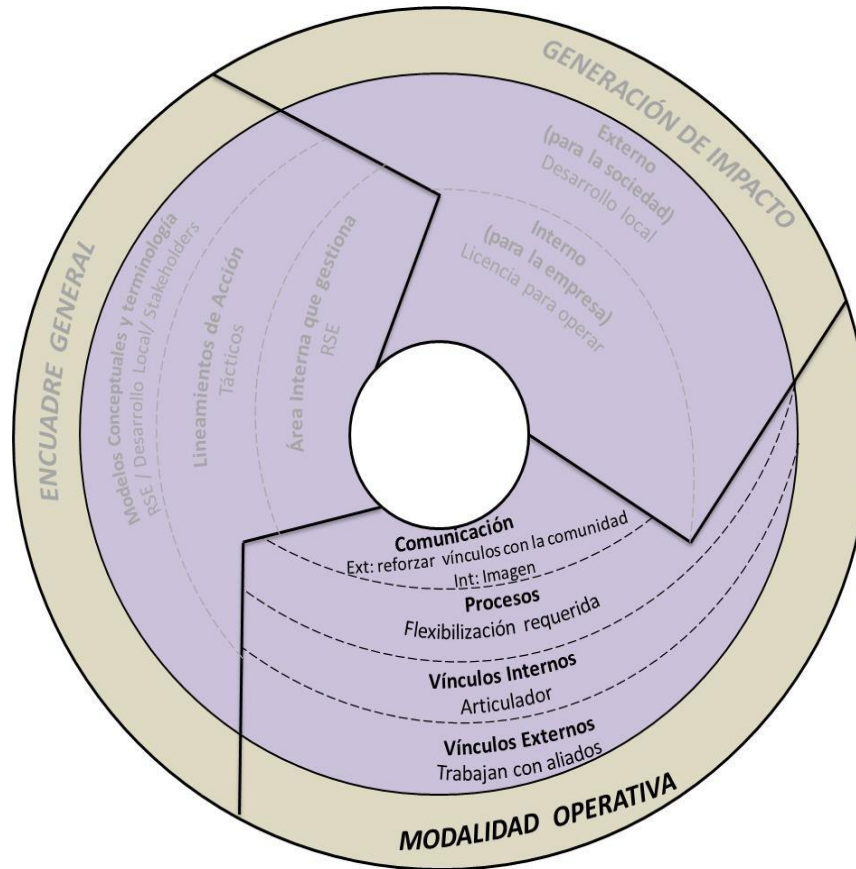 GENERACIÓN DE IMPACTO
Externo
(para la sociedad)
Desarrollo local
Interno
(para la empresa)
Licencia para operar
ENCUADRE GENERAL
Modelos Conceptuales y terminología
RSE / Desarrollo Local/ Stakeholders
Lineamientos de Acción
Tácticos
Área Interna que gestiona
RSE
Comunicación
Ext: reforzar vínculos con la comunidad
Int: Imagen
Procesos
Flexibilización requerida
Vínculos Internos
Articulador
Vínculos Externos
Trabajan con aliados
MODALIDAD OPERATIVA